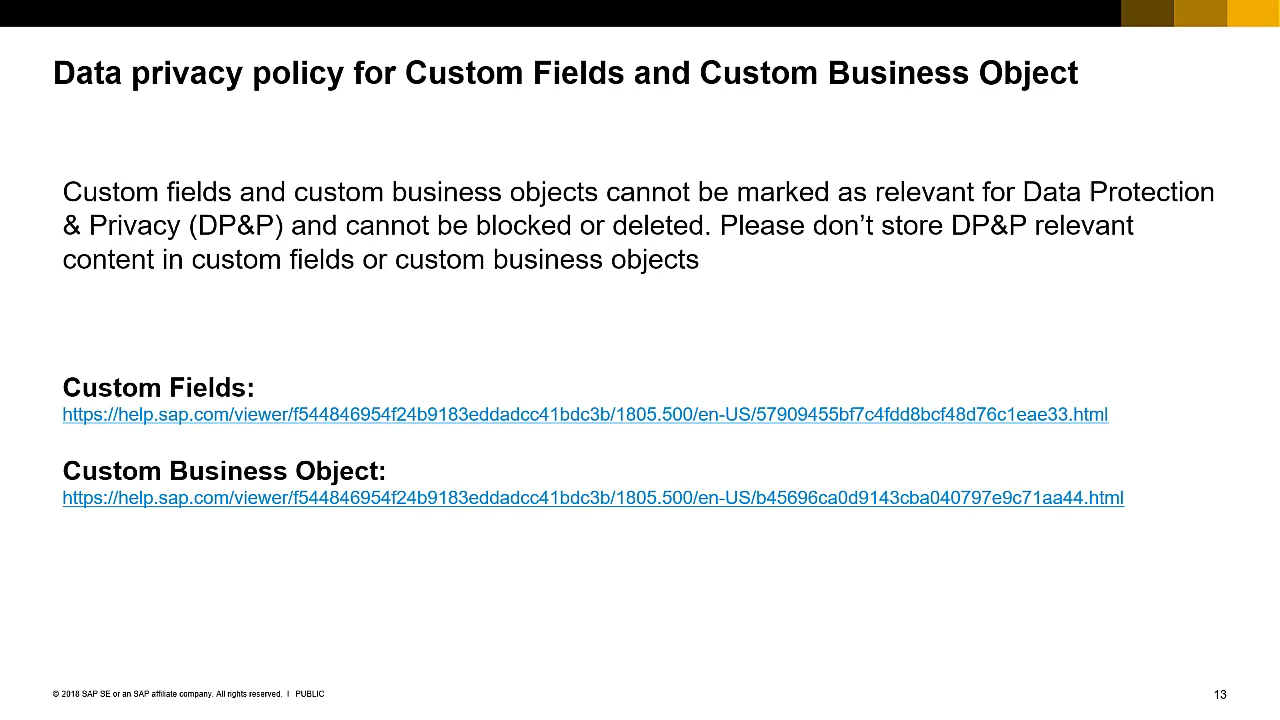 Data privacy policy for Custom Fields and Custom Business Object
Custom fields and custom business objects cannot be marked as relevant for Data Protection
& Privacy (DP&P) and cannot be blocked or deleted. Please don’t store DP&P relevant
content in custom fields or custom business objects
Custom Fields:
https://help.sap.com/viewer/f544846954f24b9183eddadcc41bdc3b/1805.500/en-US/57909455bf7c4fdd8bcf48d76c1eae33.html
Custom Business Object:
https://help.sap.com/viewer/f544846954f24b9183eddadcc41bdc3b/1805.500/en-US/b45696ca0d9143cba040797e9c71aa44.html
© 2018 SAP SE or an SAP affiliate company. All rights reserved. I PUBLIC
13